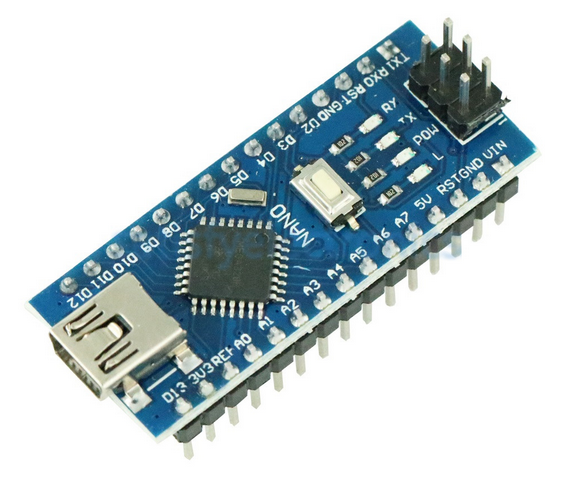 TX1
RX0
RST
GND
D2
D3
D4
D5
D6
D7
D8
D9
D10
D11
D12
RX
TX
POW
L
NANO
VIN
GND
RST
5V
A7
A6
A5
A4
A3
A2
A1
A0
REF
3V3
D13